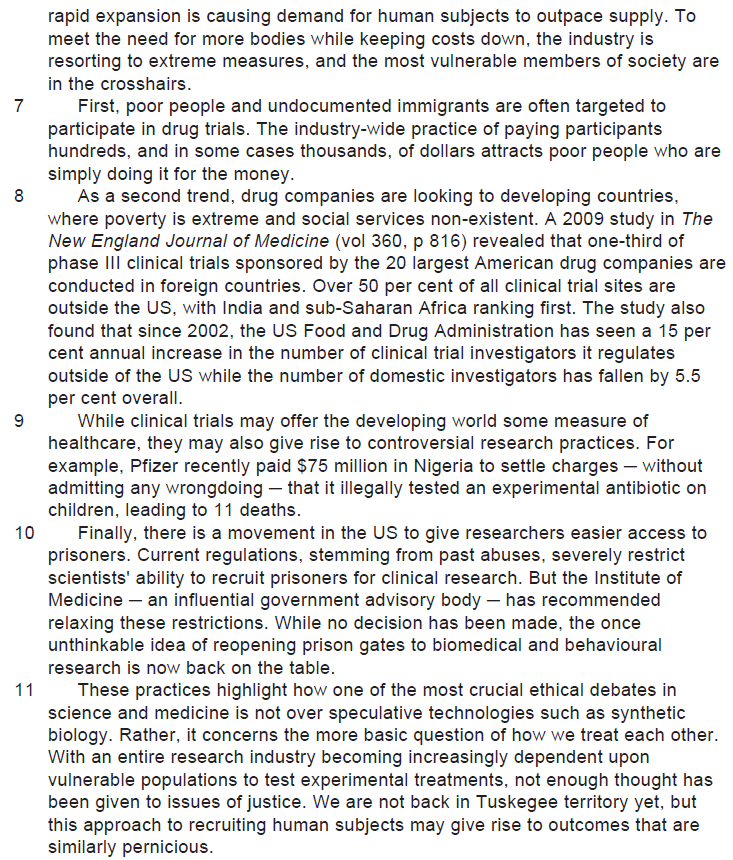 rapid expansion is causing demand for human subjects to outpace supply. To
meet the need for more bodies while keeping costs down, the industry is
resorting to extreme measures, and the most vulnerable members of society are
in the crosshairs.
7 First, poor people and undocumented immigrants are often targeted to
participate in drug trials. The industry-wide practice of paying participants
hundreds, and in some cases thousands, of dollars attracts poor people who are
simply doing it for the money.
8 As a second trend, drug companies are looking to developing countries,
where poverty is extreme and social services non-existent. A 2009 study in The
New England Journal of Medicine (vol 360, p 816) revealed that one-third of
phase III clinical trials sponsored by the 20 largest American drug companies are
conducted in foreign countries. Over 50 per cent of all clinical trial sites are
outside the US, with India and sub-Saharan Africa ranking first. The study also
found that since 2002, the US Food and Drug Administration has seen a 15 per
cent annual increase in the number of clinical trial investigators it regulates
outside of the US while the number of domestic investigators has fallen by 5.5
per cent overall.
9 While clinical trials may offer the developing world some measure of
healthcare, they may also give rise to controversial research practices. For
example, Pfizer recently paid $75 million in Nigeria to settle charges — without
admitting any wrongdoing — that it illegally tested an experimental antibiotic on
children, leading to 11 deaths.
10 Finally, there is a movement in the US to give researchers easier access to
prisoners. Current regulations, stemming from past abuses, severely restrict
scientists' ability to recruit prisoners for clinical research. But the Institute of
Medicine — an influential government advisory body — has recommended
relaxing these restrictions. While no decision has been made, the once
unthinkable idea of reopening prison gates to biomedical and behavioural
research is now back on the table.
11 These practices highlight how one of the most crucial ethical debates in
science and medicine is not over speculative technologies such as synthetic
biology. Rather, it concerns the more basic question of how we treat each other.
With an entire research industry becoming increasingly dependent upon
vulnerable populations to test experimental treatments, not enough thought has
been given to issues of justice. We are not back in Tuskegee territory yet, but
this approach to recruiting human subjects may give rise to outcomes that are
similarly pernicious.